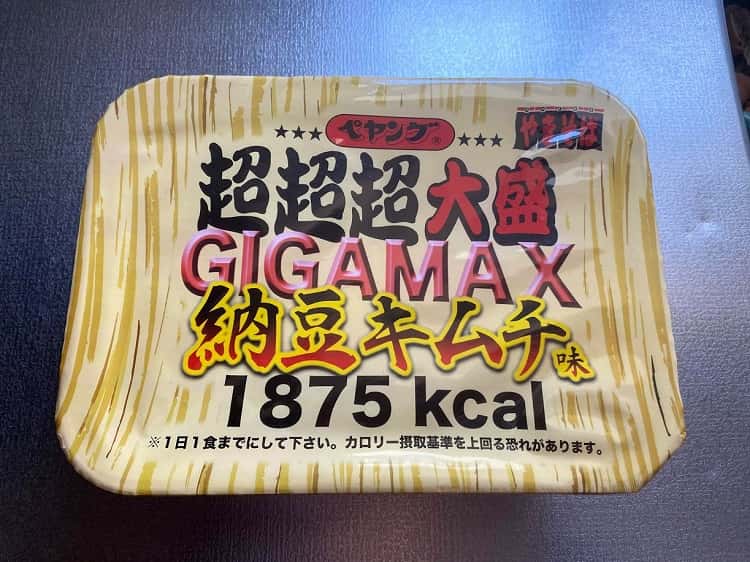 ペヤング®
やきそば
超超超大盛
GIGAMAX
納豆キムチ味
1875 kcal
※1日1食までにして下さい。カロリー摂取基準を上回る恐れがあります。